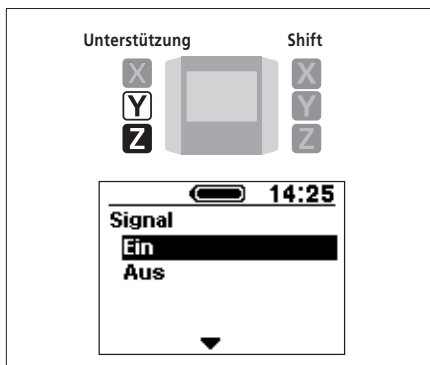 Unterstützung Shift
X X
Y Y
Z Z
14:25
Signal
Ein
Aus